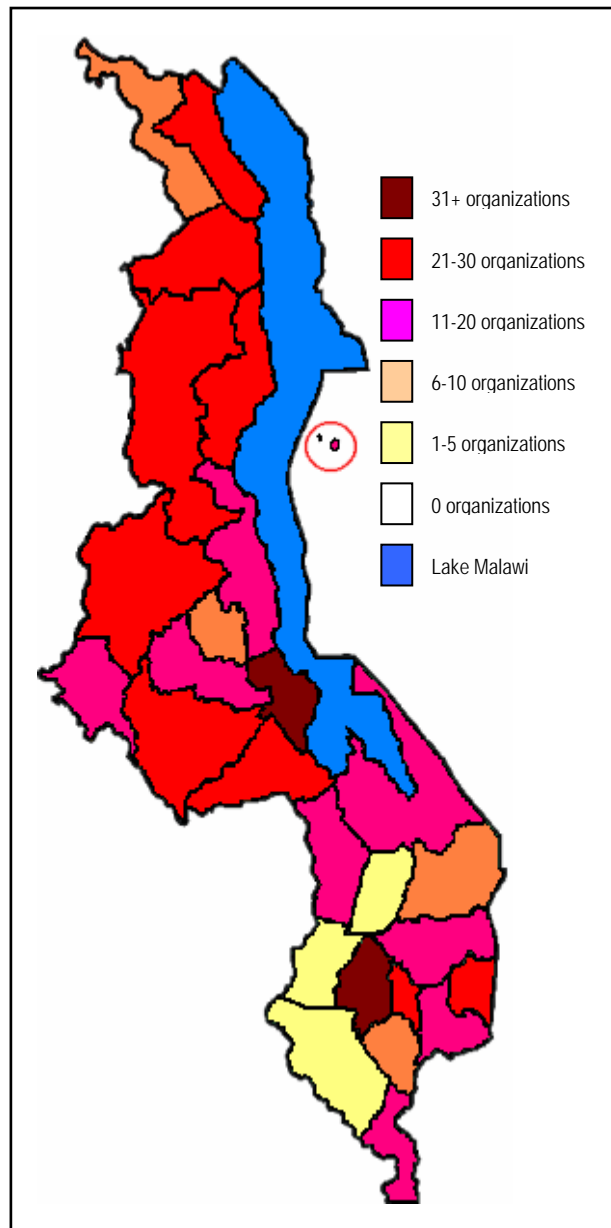 31+ organizations
21-30 organizations
11-20 organizations
6-10 organizations
1-5 organizations
0 organizations
Lake Malawi